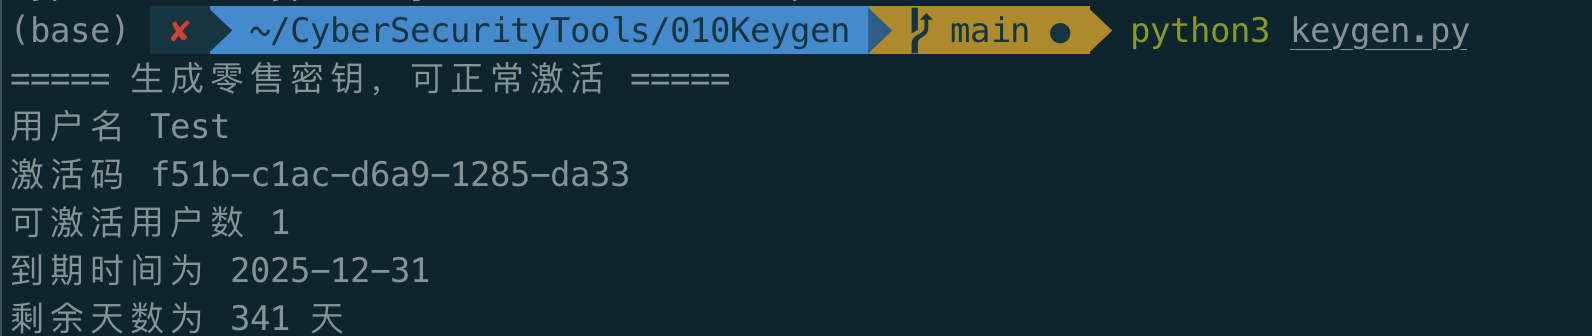 (base) ✘ ~/CyberSecurityTools/010Keygen main ● python3 keygen.py
===== 生成零售密钥，可正常激活 =====
用户名 Test
激活码 f51b-c1ac-d6a9-1285-da33
可激活用户数 1
到期时间为 2025-12-31
剩余天数为 341 天